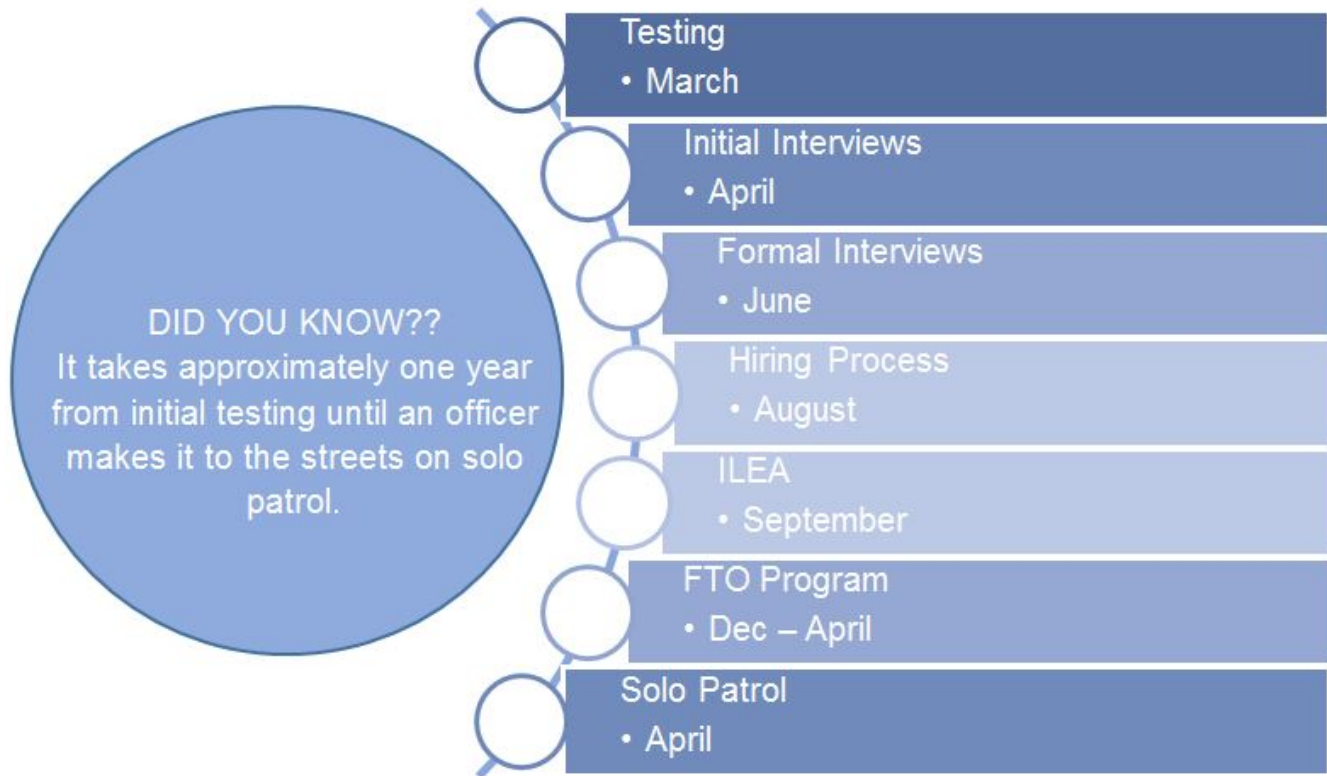 DID YOU KNOW??
It takes approximately one year
from initial testing until an officer
makes it to the streets on solo
patrol.
Testing
• March
Initial Interviews
• April
Formal Interviews
• June
Hiring Process
• August
ILEA
• September
FTO Program
• Dec – April
Solo Patrol
• April